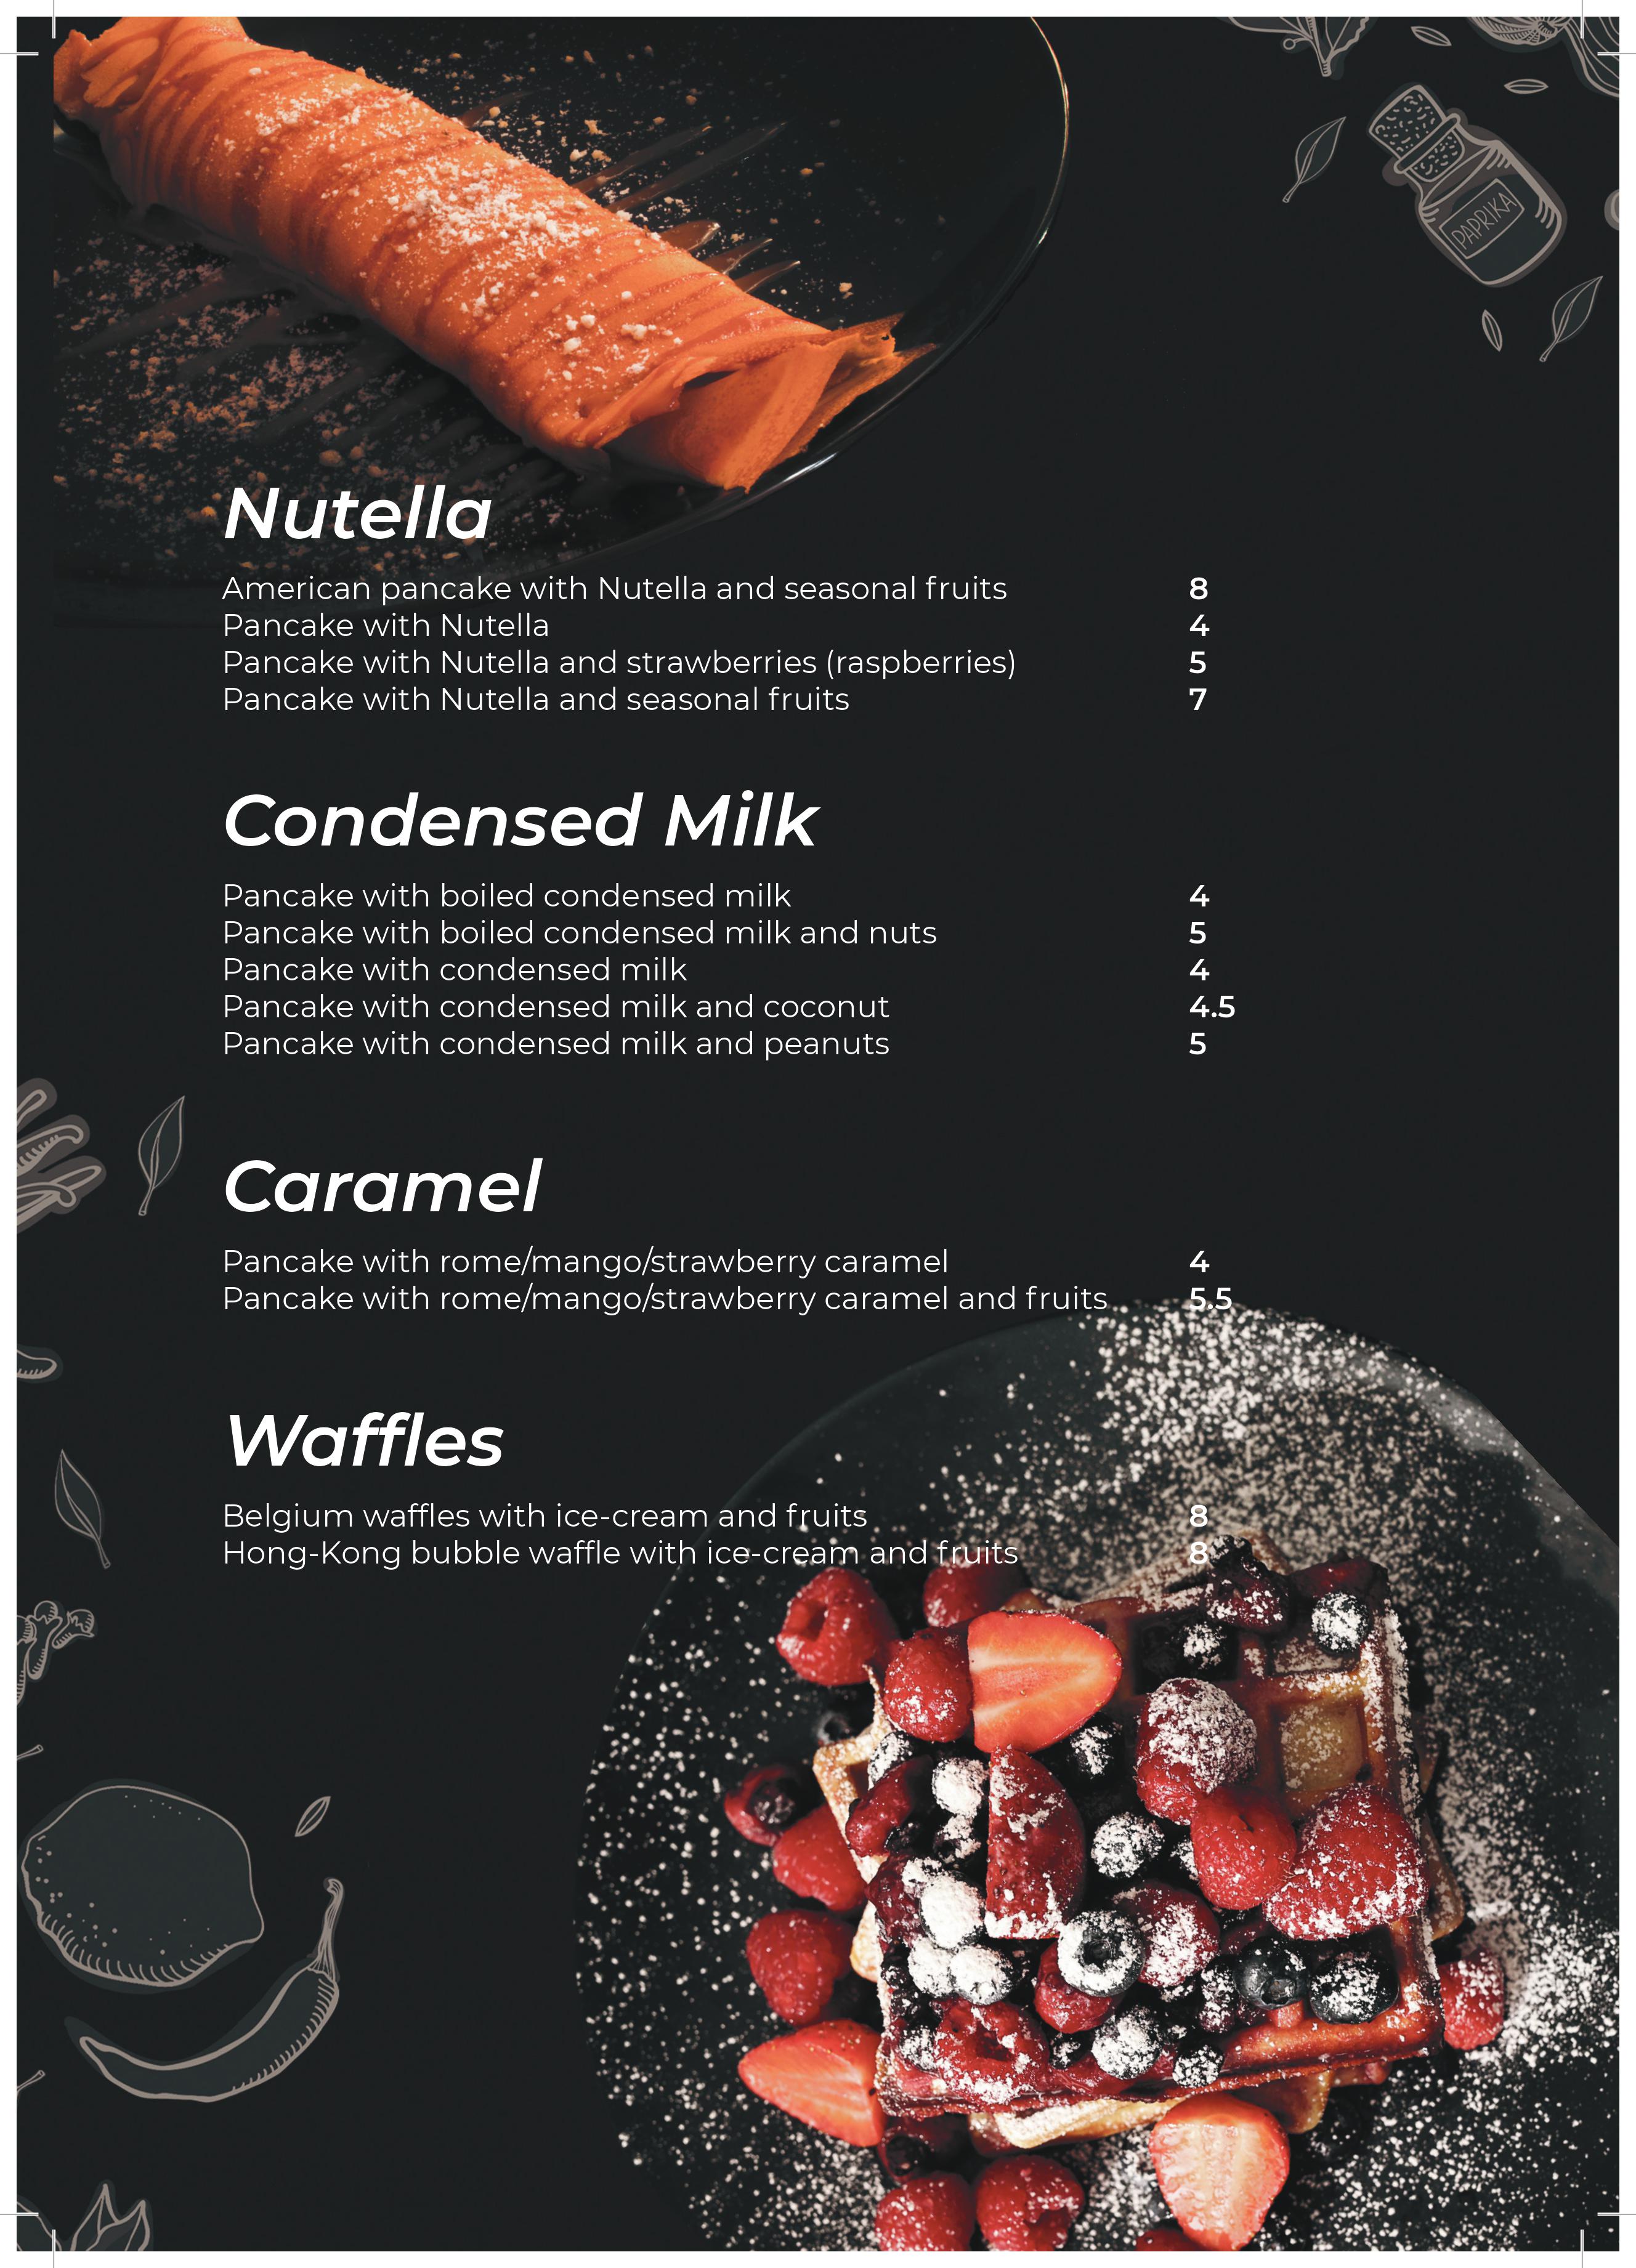 PAPRIKA
Nutella
American pancake with Nutella and seasonal fruits 8
Pancake with Nutella 4
Pancake with Nutella and strawberries (raspberries) 5
Pancake with Nutella and seasonal fruits 7
Condensed Milk
Pancake with boiled condensed milk 4
Pancake with boiled condensed milk and nuts 5
Pancake with condensed milk 4
Pancake with condensed milk and coconut 4.5
Pancake with condensed milk and peanuts 5
Caramel
Pancake with rome/mango/strawberry caramel 4
Pancake with rome/mango/strawberry caramel and fruits 5.5
Waffles
Belgium waffles with ice-cream and fruits 8
Hong-Kong bubble waffle with ice-cream and fruits 8